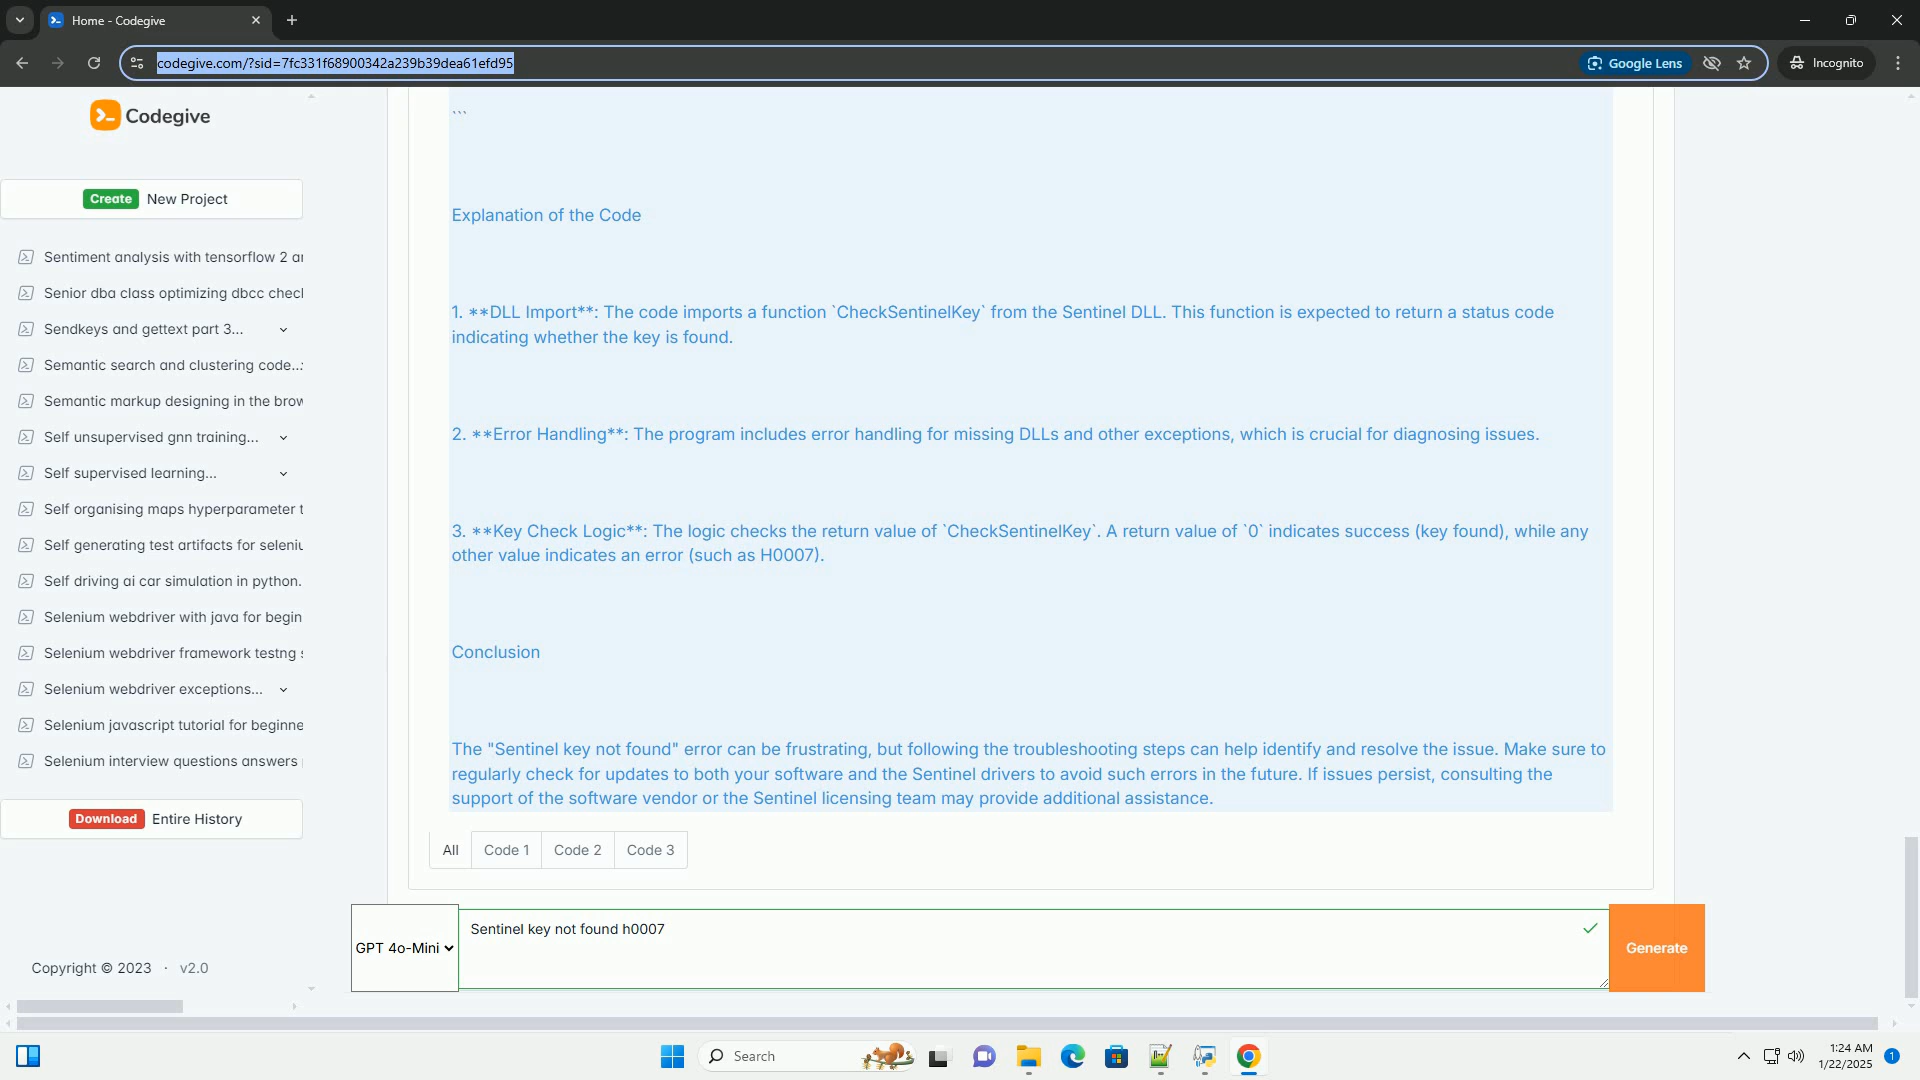 Home - Codegive
codegive.com/?sid=7fc331f68900342a239b39dea61efd95
Google Lens
Incognito
Codegive
Create New Project
Sentiment analysis with tensorflow 2 ar
Senior dba class optimizing dbcc check
Sendkeys and gettext part 3...
Semantic search and clustering code...
Semantic markup designing in the brow
Self unsupervised gnn training...
Self supervised learning...
Self organising maps hyperparameter t
Self generating test artifacts for seleniu
Self driving ai car simulation in python.
Selenium webdriver with java for begin
Selenium webdriver framework testng s
Selenium webdriver exceptions...
Selenium javascript tutorial for beginne
Selenium interview questions answers
Download Entire History
Copyright © 2023 · v2.0
```
Explanation of the Code
1. **DLL Import**: The code imports a function `CheckSentinelKey` from the Sentinel DLL. This function is expected to return a status code
indicating whether the key is found.
2. **Error Handling**: The program includes error handling for missing DLLs and other exceptions, which is crucial for diagnosing issues.
3. **Key Check Logic**: The logic checks the return value of `CheckSentinelKey`. A return value of `0` indicates success (key found), while any
other value indicates an error (such as H0007).
Conclusion
The "Sentinel key not found" error can be frustrating, but following the troubleshooting steps can help identify and resolve the issue. Make sure to
regularly check for updates to both your software and the Sentinel drivers to avoid such errors in the future. If issues persist, consulting the
support of the software vendor or the Sentinel licensing team may provide additional assistance.
All Code 1 Code 2 Code 3
GPT 4o-Mini
Sentinel key not found h0007
Generate
Search
1:24 AM
1/22/2025
1